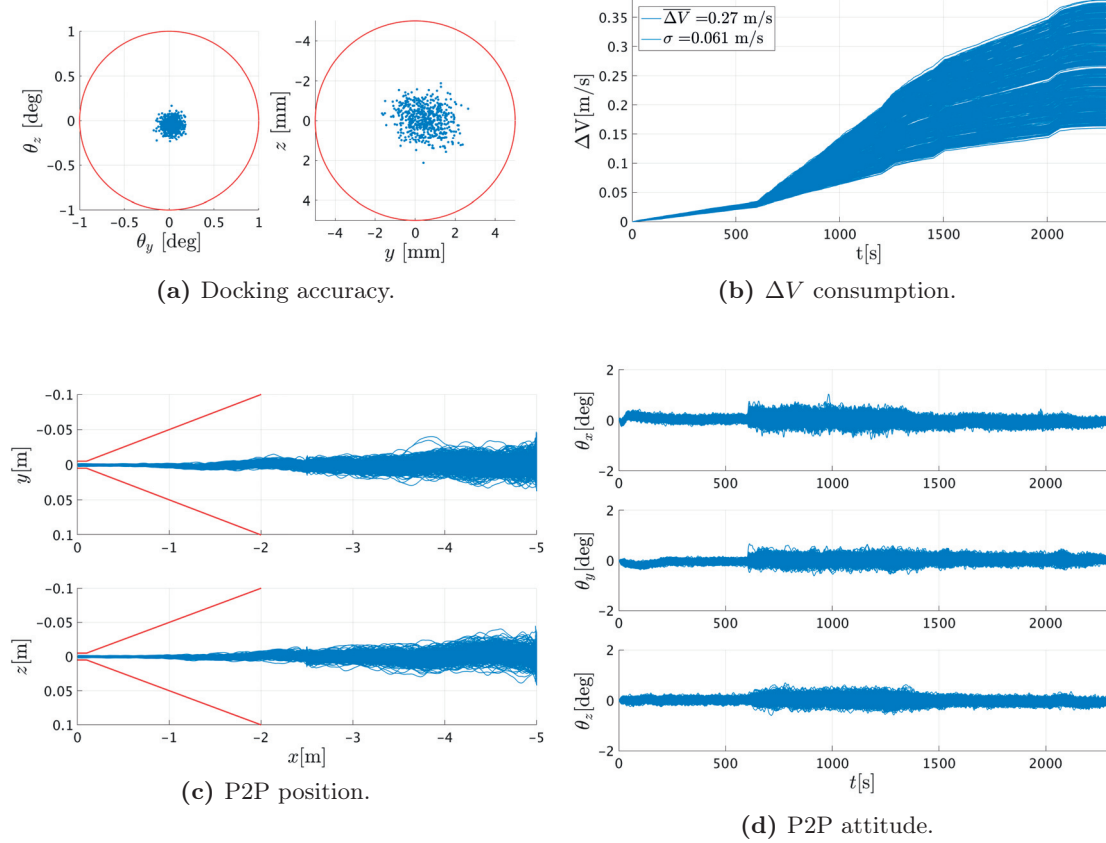 1
0.5
0
−0.5
−1
θz [deg]
−1 −0.5 0 0.5 1
θy [deg]
−4
−2
0
2
4
z [mm]
−4 −2 0 2 4
y [mm]
(a) Docking accuracy.
ΔV =0.27 m/s
σ =0.061 m/s
0.35
0.3
0.25
0.2
0.15
0.1
0.05
0
ΔV[m/s]
0 500 1000 1500 2000
t[s]
(b) ΔV consumption.
−0.1
−0.05
0
0.05
0.1
y[m]
0 −1 −2 −3 −4 −5
−0.1
−0.05
0
0.05
0.1
z[m]
0 −1 −2 −3 −4 −5
x[m]
(c) P2P position.
2
0
−2
θx[deg]
0 500 1000 1500 2000
2
0
−2
θy[deg]
0 500 1000 1500 2000
2
0
−2
θz[deg]
0 500 1000 1500 2000
t[s]
(d) P2P attitude.